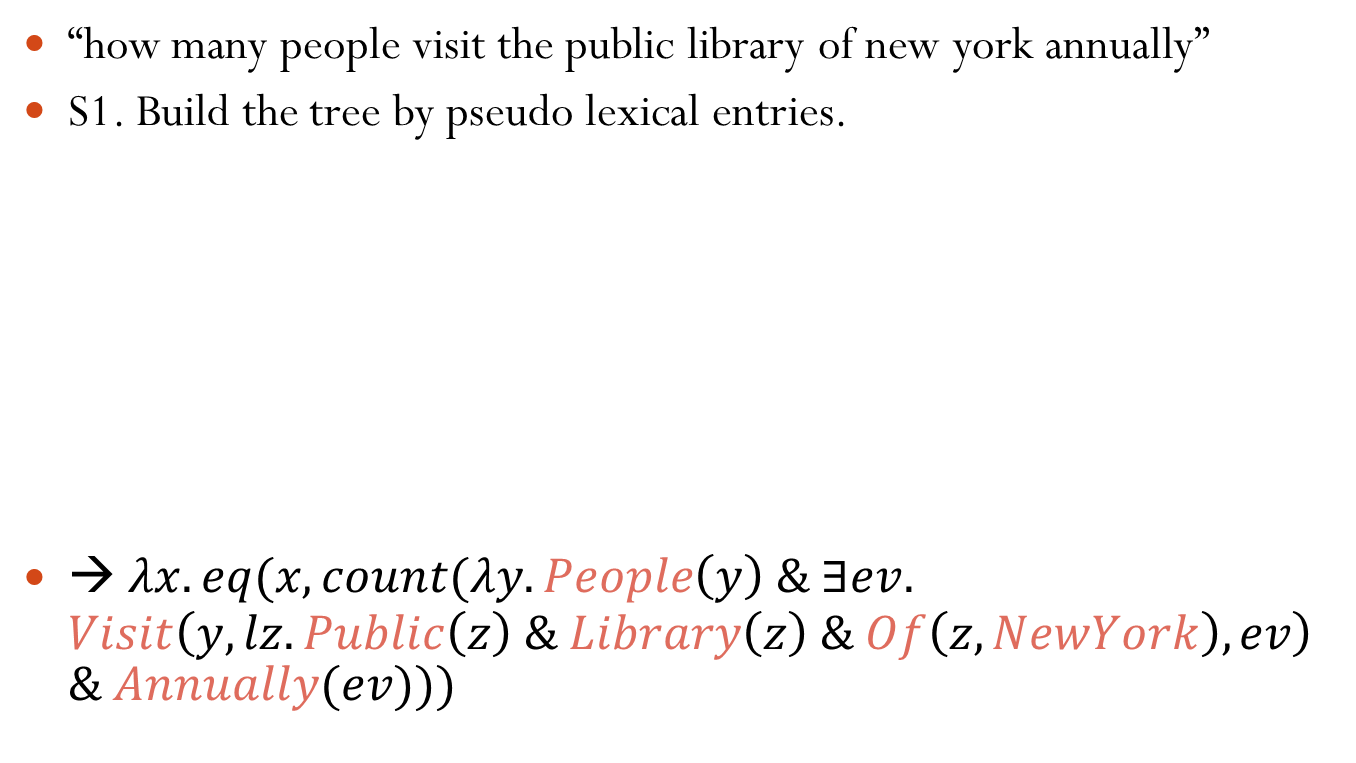 • “how many people visit the public library of new york annually”
• S1. Build the tree by pseudo lexical entries.
• → λx.eq(x,count(λy.People(y) & ∃ev.
Visit(y,lz.Public(z) & Library(z) & Of(z,NewYork),ev)
& Annually(ev)))